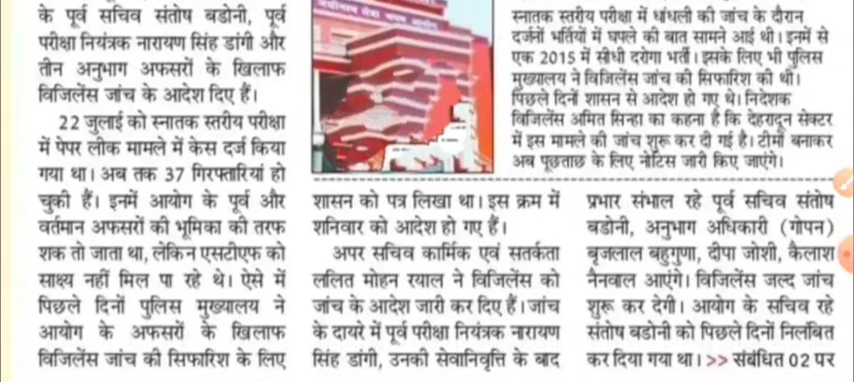 के पूर्व सचिव संतोष बडोनी, पूर्व
परीक्षा नियंत्रक नारायण सिंह डांगी और
तीन अनुभाग अफसरों के खिलाफ
विजिलेंस जांच के आदेश दिए हैं।
22 जुलाई को स्नातक स्तरीय परीक्षा
में पेपर लीक मामले में केस दर्ज किया
गया था। अब तक 37 गिरफ्तारियां हो
चुकी हैं। इनमें आयोग के पूर्व और
वर्तमान अफसरों की भूमिका की तरफ
शक तो जाता था, लेकिन एसटीएफ को
साक्ष्य नहीं मिल पा रहे थे। ऐसे में
पिछले दिनों पुलिस मुख्यालय ने
आयोग के अफसरों के खिलाफ
विजिलेंस जांच की सिफारिश के लिए
सेवा चयन आयोग
स्नातक स्तरीय परीक्षा में धांधली की जांच के दौरान
दर्जनों भर्तियों में घपले की बात सामने आई थी। इनमें से
एक 2015 में सीधी दरोगा भर्ती। इसके लिए भी पुलिस
मुख्यालय ने विजिलेंस जांच की सिफारिश की थी।
पिछले दिनों शासन से आदेश हो गए थे। निदेशक
विजिलेंस अमित सिन्हा का कहना है कि देहरादून सेक्टर
में इस मामले की जांच शुरू कर दी गई है। टीमों बनाकर
अब पूछताछ के लिए नोटिस जारी किए जाएंगे।
शासन को पत्र लिखा था। इस क्रम में
शनिवार को आदेश हो गए हैं।
अपर सचिव कार्मिक एवं सतर्कता
ललित मोहन रयाल ने विजिलेंस को
जांच के आदेश जारी कर दिए हैं। जांच
के दायरे में पूर्व परीक्षा नियंत्रक नारायण
सिंह डांगी, उनकी सेवानिवृत्ति के बाद
प्रभार संभाल रहे पूर्व सचिव संतोष
बडोनी, अनुभाग अधिकारी (गोपन)
बृजलाल बहुगुणा, दीपा जोशी, कैलाश
नैनवाल आएंगे। विजिलेंस जल्द जांच
शुरू कर देगी। आयोग के सचिव रहे
संतोष बडोनी को पिछले दिनों निलंबित
कर दिया गया था। >> संबंधित 02 पर